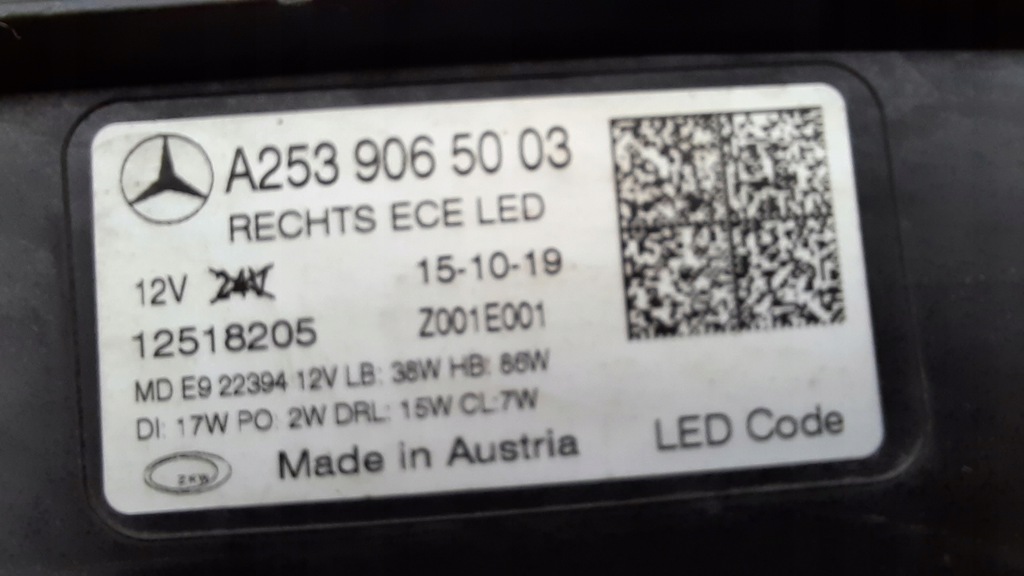 A253 906 50 03
RECHTS ECE LED
12V 24V 15-10-19
12518205 Z001E001
MD E9 22394 12V LB: 38W HB: 86W
DI: 17W PO: 2W DRL: 15W CL:7W
ZKW Made in Austria LED Code